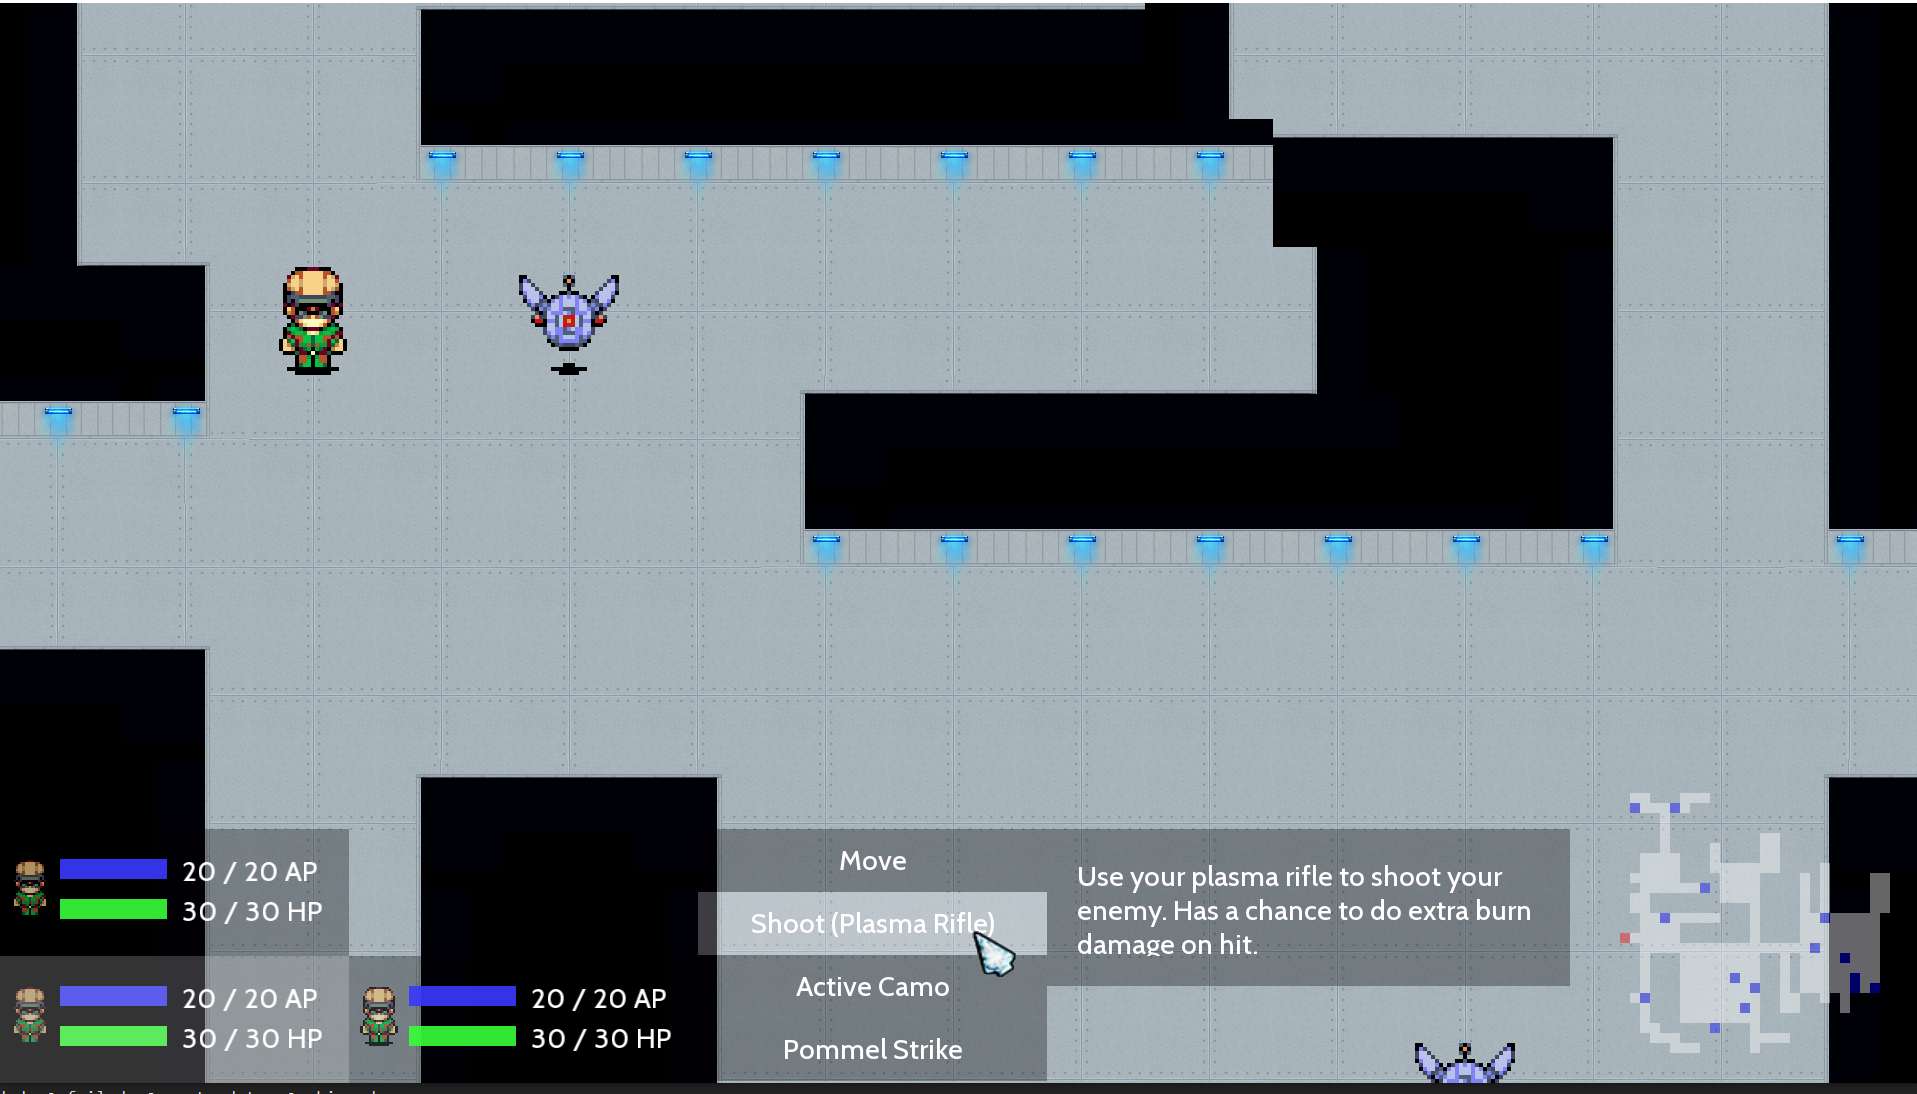 20 / 20 AP
30 / 30 HP
20 / 20 AP
30 / 30 HP
20 / 20 AP
30 / 30 HP
Move
Shoot (Plasma Rifle)
Active Camo
Pommel Strike
Use your plasma rifle to shoot your
enemy. Has a chance to do extra burn
damage on hit.